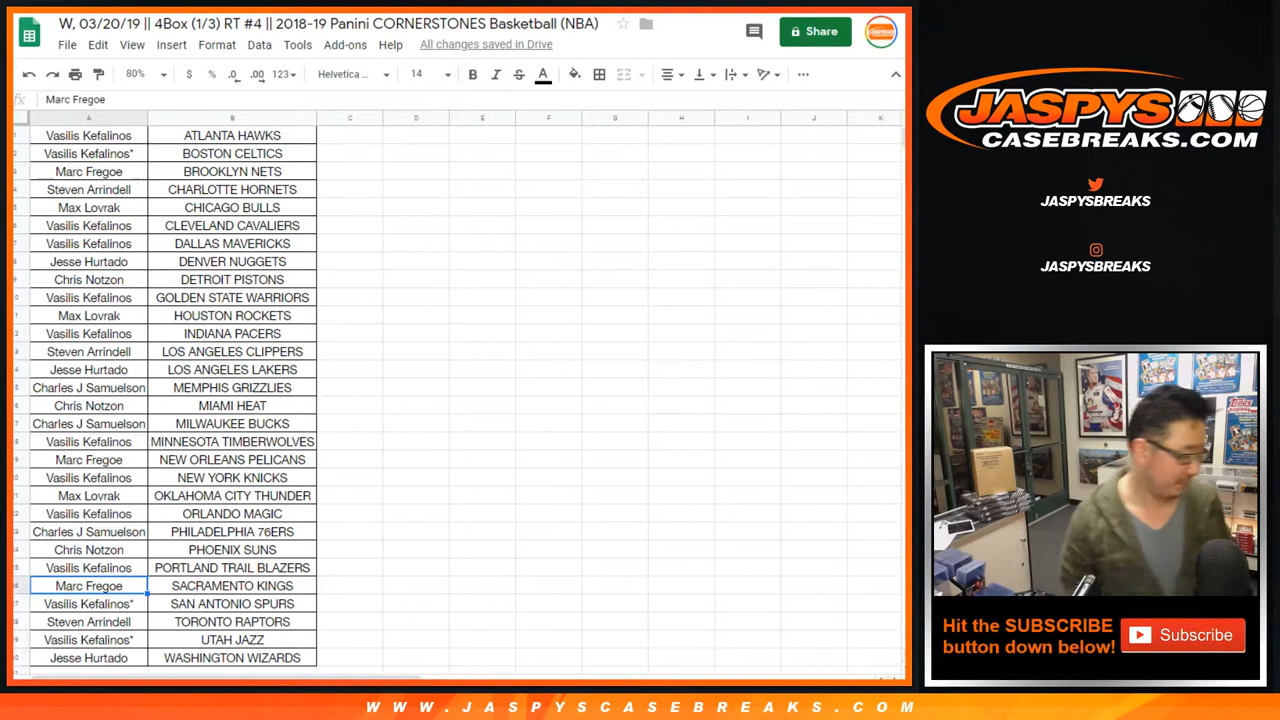 W, 03/20/19 || 4Box (1/3) RT #4 || 2018-19 Panini CORNERSTONES Basketball (NBA)
File Edit View Insert Format Data Tools Add-ons Help All changes saved in Drive
Share
80% $ % .0 .00 123 Helvetica ... 14 B I S A
fx Marc Fregoe
A B C D E F G H I J K
Vasilis Kefalinos ATLANTA HAWKS
Vasilis Kefalinos* BOSTON CELTICS
Marc Fregoe BROOKLYN NETS
Steven Arrindell CHARLOTTE HORNETS
Max Lovrak CHICAGO BULLS
Vasilis Kefalinos CLEVELAND CAVALIERS
Vasilis Kefalinos DALLAS MAVERICKS
Jesse Hurtado DENVER NUGGETS
Chris Notzon DETROIT PISTONS
Vasilis Kefalinos GOLDEN STATE WARRIORS
Max Lovrak HOUSTON ROCKETS
Vasilis Kefalinos INDIANA PACERS
Steven Arrindell LOS ANGELES CLIPPERS
Jesse Hurtado LOS ANGELES LAKERS
Charles J Samuelson MEMPHIS GRIZZLIES
Chris Notzon MIAMI HEAT
Charles J Samuelson MILWAUKEE BUCKS
Vasilis Kefalinos MINNESOTA TIMBERWOLVES
Marc Fregoe NEW ORLEANS PELICANS
Vasilis Kefalinos NEW YORK KNICKS
Max Lovrak OKLAHOMA CITY THUNDER
Vasilis Kefalinos ORLANDO MAGIC
Charles J Samuelson PHILADELPHIA 76ERS
Chris Notzon PHOENIX SUNS
Vasilis Kefalinos PORTLAND TRAIL BLAZERS
Marc Fregoe SACRAMENTO KINGS
Vasilis Kefalinos* SAN ANTONIO SPURS
Steven Arrindell TORONTO RAPTORS
Vasilis Kefalinos* UTAH JAZZ
Jesse Hurtado WASHINGTON WIZARDS
JASPYS
CASEBREAKS.COM
JASPYSBREAKS
JASPYSBREAKS
Hit the SUBSCRIBE
button down below!
Subscribe
WWW.JASPYSCASEBREAKS.COM